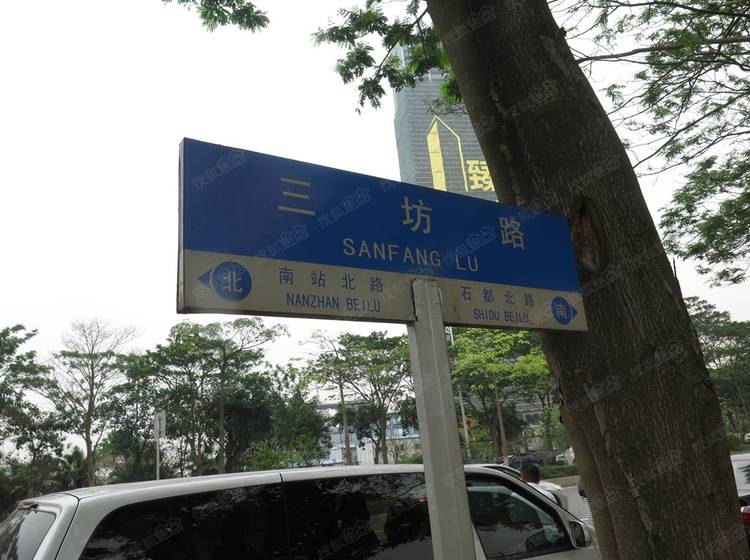 臻
三坊路
SANFANG LU
北
南站北路
NANZHAN BEILU
石都北路
SHIDU BEILU
南